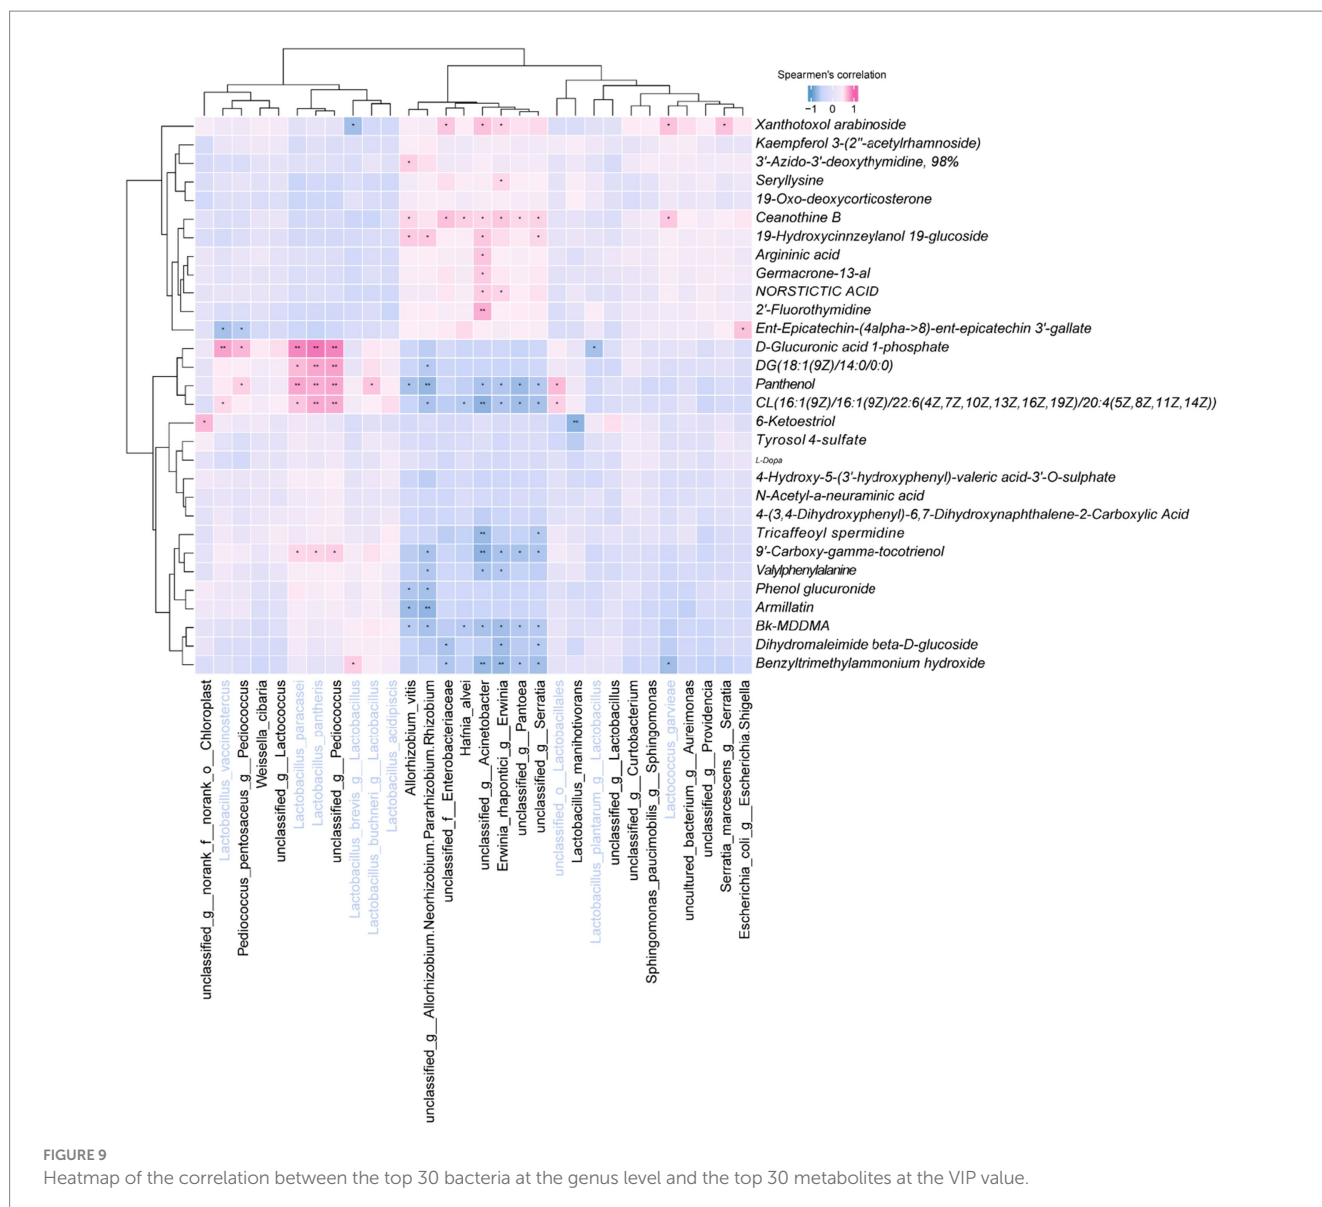 Spearmen's correlation
−1 0 1
Xanthotoxol arabinoside
Kaempferol 3-(2''-acetylrhamnoside)
3'-Azido-3'-deoxythymidine, 98%
Seryllysine
19-Oxo-deoxycorticosterone
Ceanothine B
19-Hydroxycinnzeylanol 19-glucoside
Argininic acid
Germacrone-13-al
NORSTICTIC ACID
2'-Fluorothymidine
Ent-Epicatechin-(4alpha->8)-ent-epicatechin 3'-gallate
D-Glucuronic acid 1-phosphate
DG(18:1(9Z)/14:0/0:0)
Panthenol
CL(16:1(9Z)/16:1(9Z)/22:6(4Z,7Z,10Z,13Z,16Z,19Z)/20:4(5Z,8Z,11Z,14Z))
6-Ketoestriol
Tyrosol 4-sulfate
L-Dopa
4-Hydroxy-5-(3'-hydroxyphenyl)-valeric acid-3'-O-sulphate
N-Acetyl-a-neuraminic acid
4-(3,4-Dihydroxyphenyl)-6,7-Dihydroxynaphthalene-2-Carboxylic Acid
Tricaffeoyl spermidine
9'-Carboxy-gamma-tocotrienol
Valylphenylalanine
Phenol glucuronide
Armillatin
Bk-MDDMA
Dihydromaleimide beta-D-glucoside
Benzyltrimethylammonium hydroxide
unclassified_g__norank_f__norank_o__Chloroplast
Lactobacillus_vaccinostercus
Pediococcus_pentosaceus_g__Pediococcus
Weissella_cibaria
unclassified_g__Lactococcus
Lactobacillus_paracasei
Lactobacillus_pantheris
unclassified_g__Pediococcus
Lactobacillus_brevis_g__Lactobacillus
Lactobacillus_buchneri_g__Lactobacillus
Lactobacillus_acidipiscis
Allorhizobium_vitis
unclassified_g__Allorhizobium.Neorhizobium.Pararhizobium.Rhizobium
unclassified_f__Enterobacteriaceae
Hafnia_alvei
unclassified_g__Acinetobacter
Erwinia_rhapontici_g__Erwinia
unclassified_g__Pantoea
unclassified_g__Serratia
unclassified_o__Lactobacillales
Lactobacillus_manihotivorans
Lactobacillus_plantarum_g__Lactobacillus
unclassified_g__Lactobacillus
unclassified_g__Curtobacterium
Sphingomonas_paucimobilis_g__Sphingomonas
Lactococcus_garvieae
uncultured_bacterium_g__Aureimonas
unclassified_g__Providencia
Serratia_marcescens_g__Serratia
Escherichia_coli_g__Escherichia.Shigella
FIGURE 9
Heatmap of the correlation between the top 30 bacteria at the genus level and the top 30 metabolites at the VIP value.